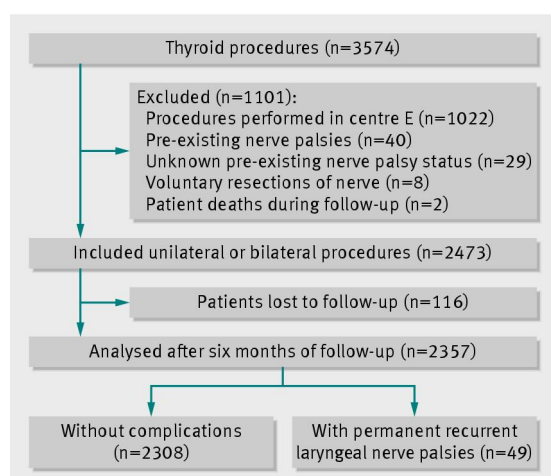 Thyroid procedures (n=3574)
Excluded (n=1101):
Procedures performed in centre E (n=1022)
Pre-existing nerve palsies (n=40)
Unknown pre-existing nerve palsy status (n=29)
Voluntary resections of nerve (n=8)
Patient deaths during follow-up (n=2)
Included unilateral or bilateral procedures (n=2473)
Patients lost to follow-up (n=116)
Analysed after six months of follow-up (n=2357)
Without complications
(n=2308)
With permanent recurrent
laryngeal nerve palsies (n=49)